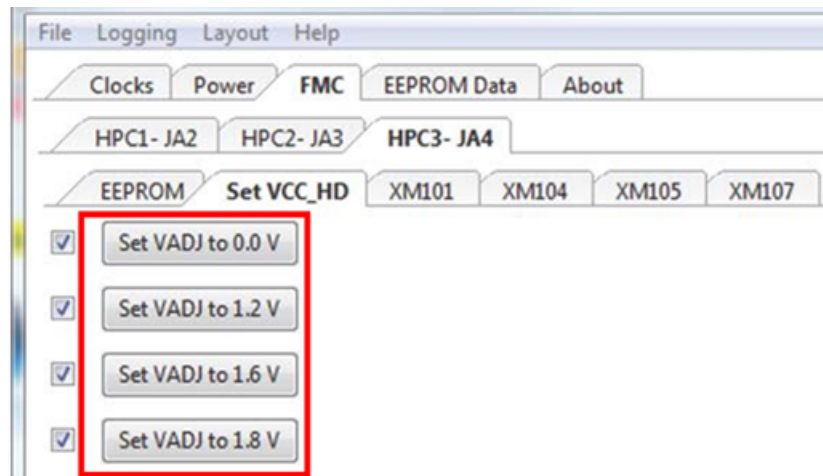 File Logging Layout Help
Clocks Power FMC EEPROM Data About
HPC1- JA2 HPC2- JA3 HPC3- JA4
EEPROM Set VCC_HD XM101 XM104 XM105 XM107
Set VADJ to 0.0 V
Set VADJ to 1.2 V
Set VADJ to 1.6 V
Set VADJ to 1.8 V